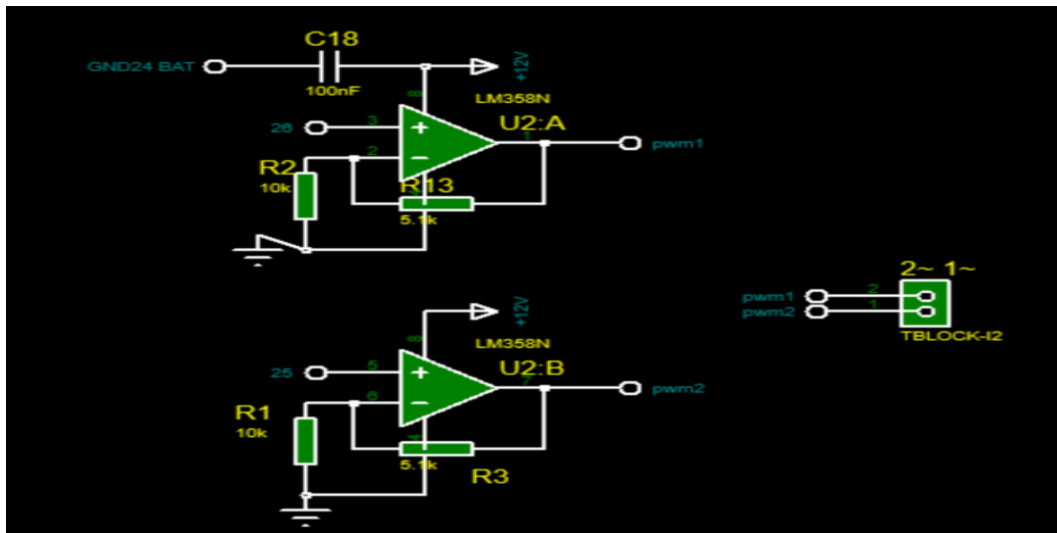 C18
GND24 BAT
100nF
+12V
8
LM358N
U2:A
26
3
1
pwm1
2
R2
10k
R13
5.1k
2~ 1~
pwm1
2
pwm2
1
TBLOCK-I2
+12V
8
LM358N
U2:B
25
5
7
pwm2
6
R1
10k
4
5.1k
R3